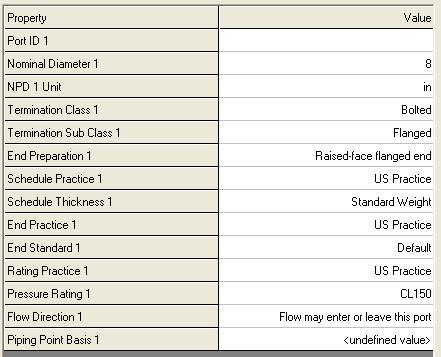 Property Value
Port ID 1
Nominal Diameter 1 8
NPD 1 Unit in
Termination Class 1 Bolted
Termination Sub Class 1 Flanged
End Preparation 1 Raised-face flanged end
Schedule Practice 1 US Practice
Schedule Thickness 1 Standard Weight
End Practice 1 US Practice
End Standard 1 Default
Rating Practice 1 US Practice
Pressure Rating 1 CL150
Flow Direction 1 Flow may enter or leave this port
Piping Point Basis 1 <undefined value>